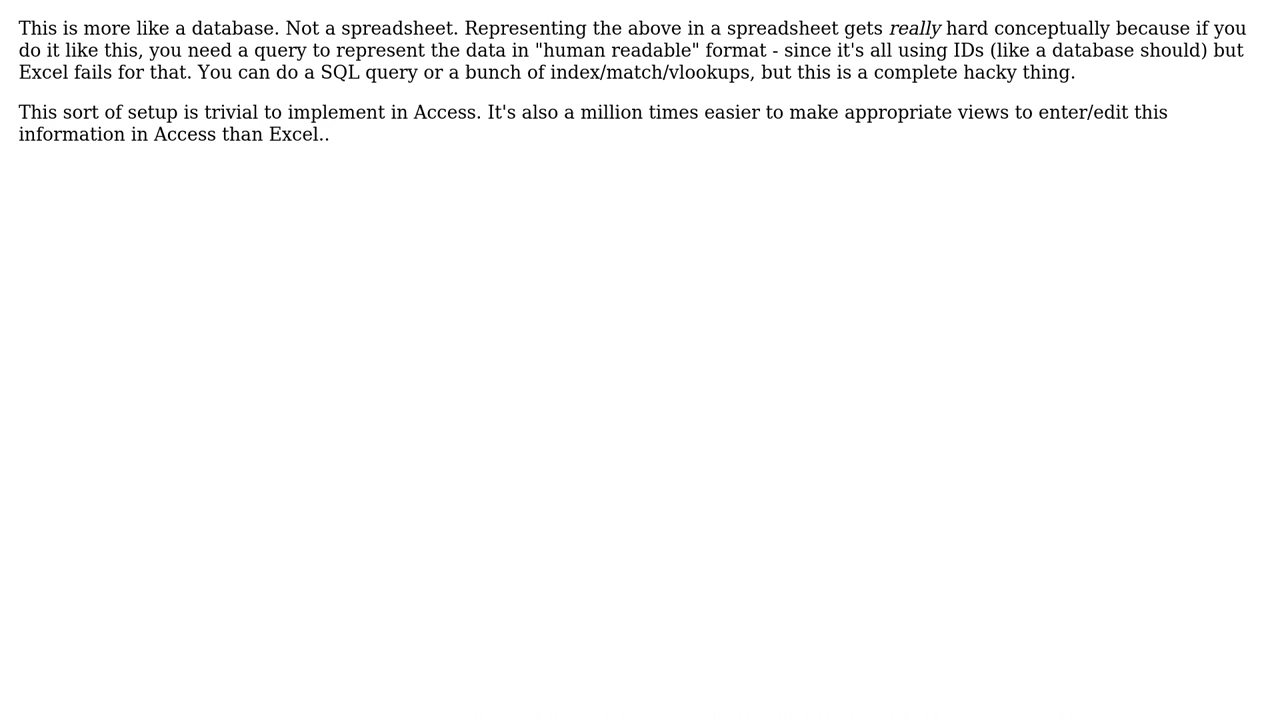 This is more like a database. Not a spreadsheet. Representing the above in a spreadsheet gets really hard conceptually because if you
do it like this, you need a query to represent the data in "human readable" format - since it's all using IDs (like a database should) but
Excel fails for that. You can do a SQL query or a bunch of index/match/vlookups, but this is a complete hacky thing.
This sort of setup is trivial to implement in Access. It's also a million times easier to make appropriate views to enter/edit this
information in Access than Excel..